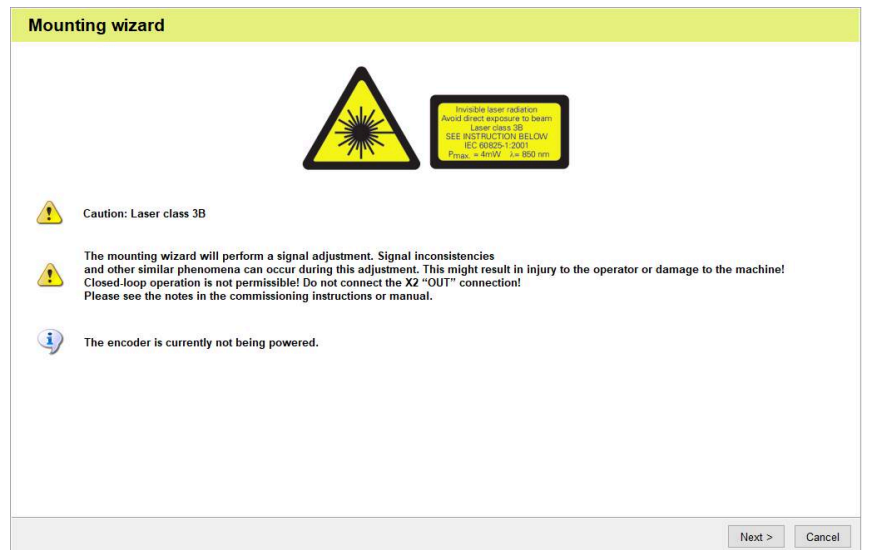 Mounting wizard
Invisible laser radiation
Avoid direct exposure to beam
Laser class 3B
SEE INSTRUCTION BELOW
IEC 60825-1:2001
Pmax. = 4mW λ= 850 nm
Caution: Laser class 3B
The mounting wizard will perform a signal adjustment. Signal inconsistencies
and other similar phenomena can occur during this adjustment. This might result in injury to the operator or damage to the machine!
Closed-loop operation is not permissible! Do not connect the X2 “OUT” connection!
Please see the notes in the commissioning instructions or manual.
The encoder is currently not being powered.
Next >
Cancel